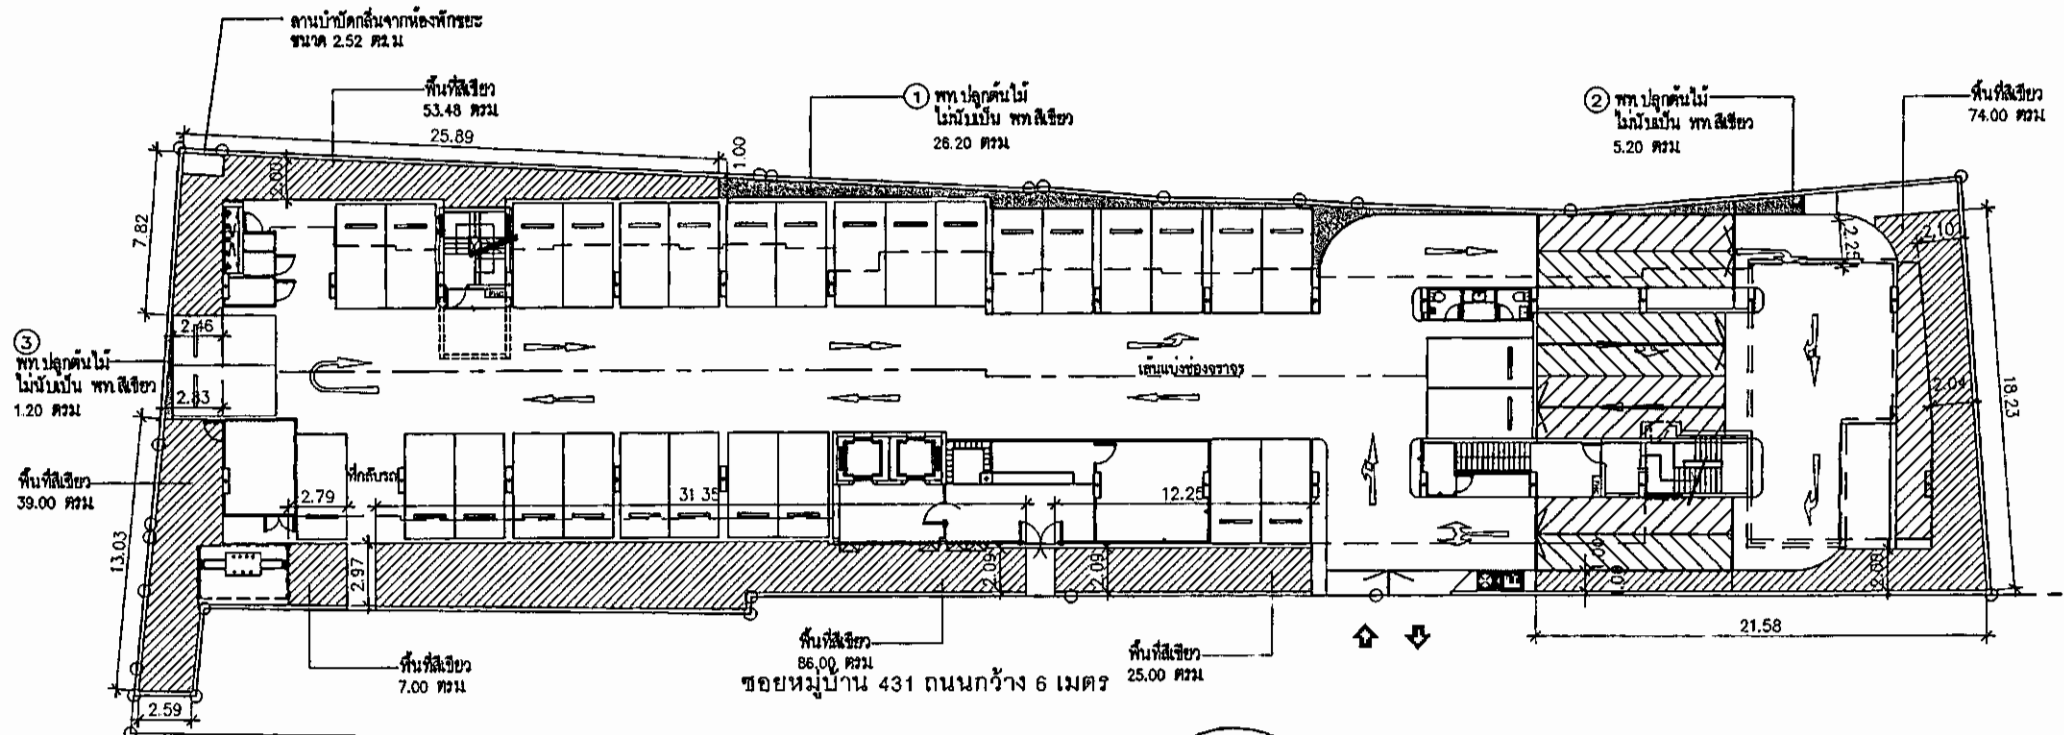 ลานบำบัดกลิ่นจากห้องพักขยะ
ขนาด 2.52 ตร.ม
พื้นที่สีเขียว
53.48 ตรม
25.89
1.00
① พท.ปลูกต้นไม้
ไม่นับเป็น พท.สีเขียว
26.20 ตรม
② พท.ปลูกต้นไม้
ไม่นับเป็น พท.สีเขียว
5.20 ตรม
พื้นที่สีเขียว
74.00 ตรม
2.00
7.82
2.25
2.10
2.46
③
พท.ปลูกต้นไม้
ไม่นับเป็น พท.สีเขียว
1.20 ตรม
2.83
เส้นแบ่งช่องจราจร
2.04
18.23
พื้นที่สีเขียว
39.00 ตรม
2.79
ที่กลับรถ
31.35
12.25
13.03
2.97
2.09
2.09
1.00
2.59
พื้นที่สีเขียว
7.00 ตรม
พื้นที่สีเขียว
86.00 ตรม
พื้นที่สีเขียว
25.00 ตรม
21.58
ซอยหมู่บ้าน 431 ถนนกว้าง 6 เมตร